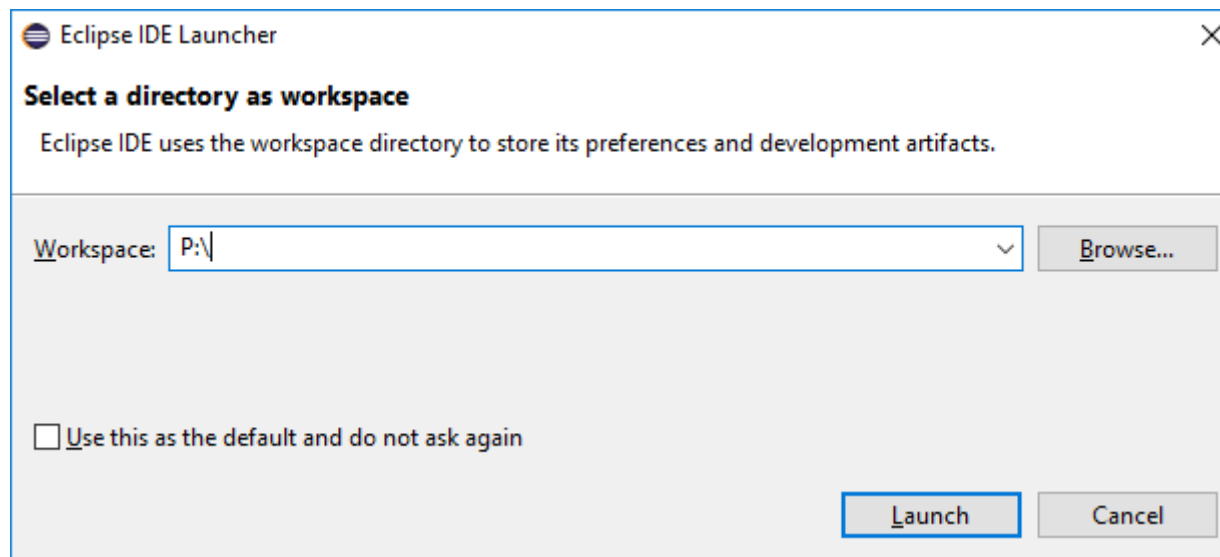 Eclipse IDE Launcher
Select a directory as workspace
Eclipse IDE uses the workspace directory to store its preferences and development artifacts.
Workspace: P:\ Browse...
Use this as the default and do not ask again
Launch Cancel